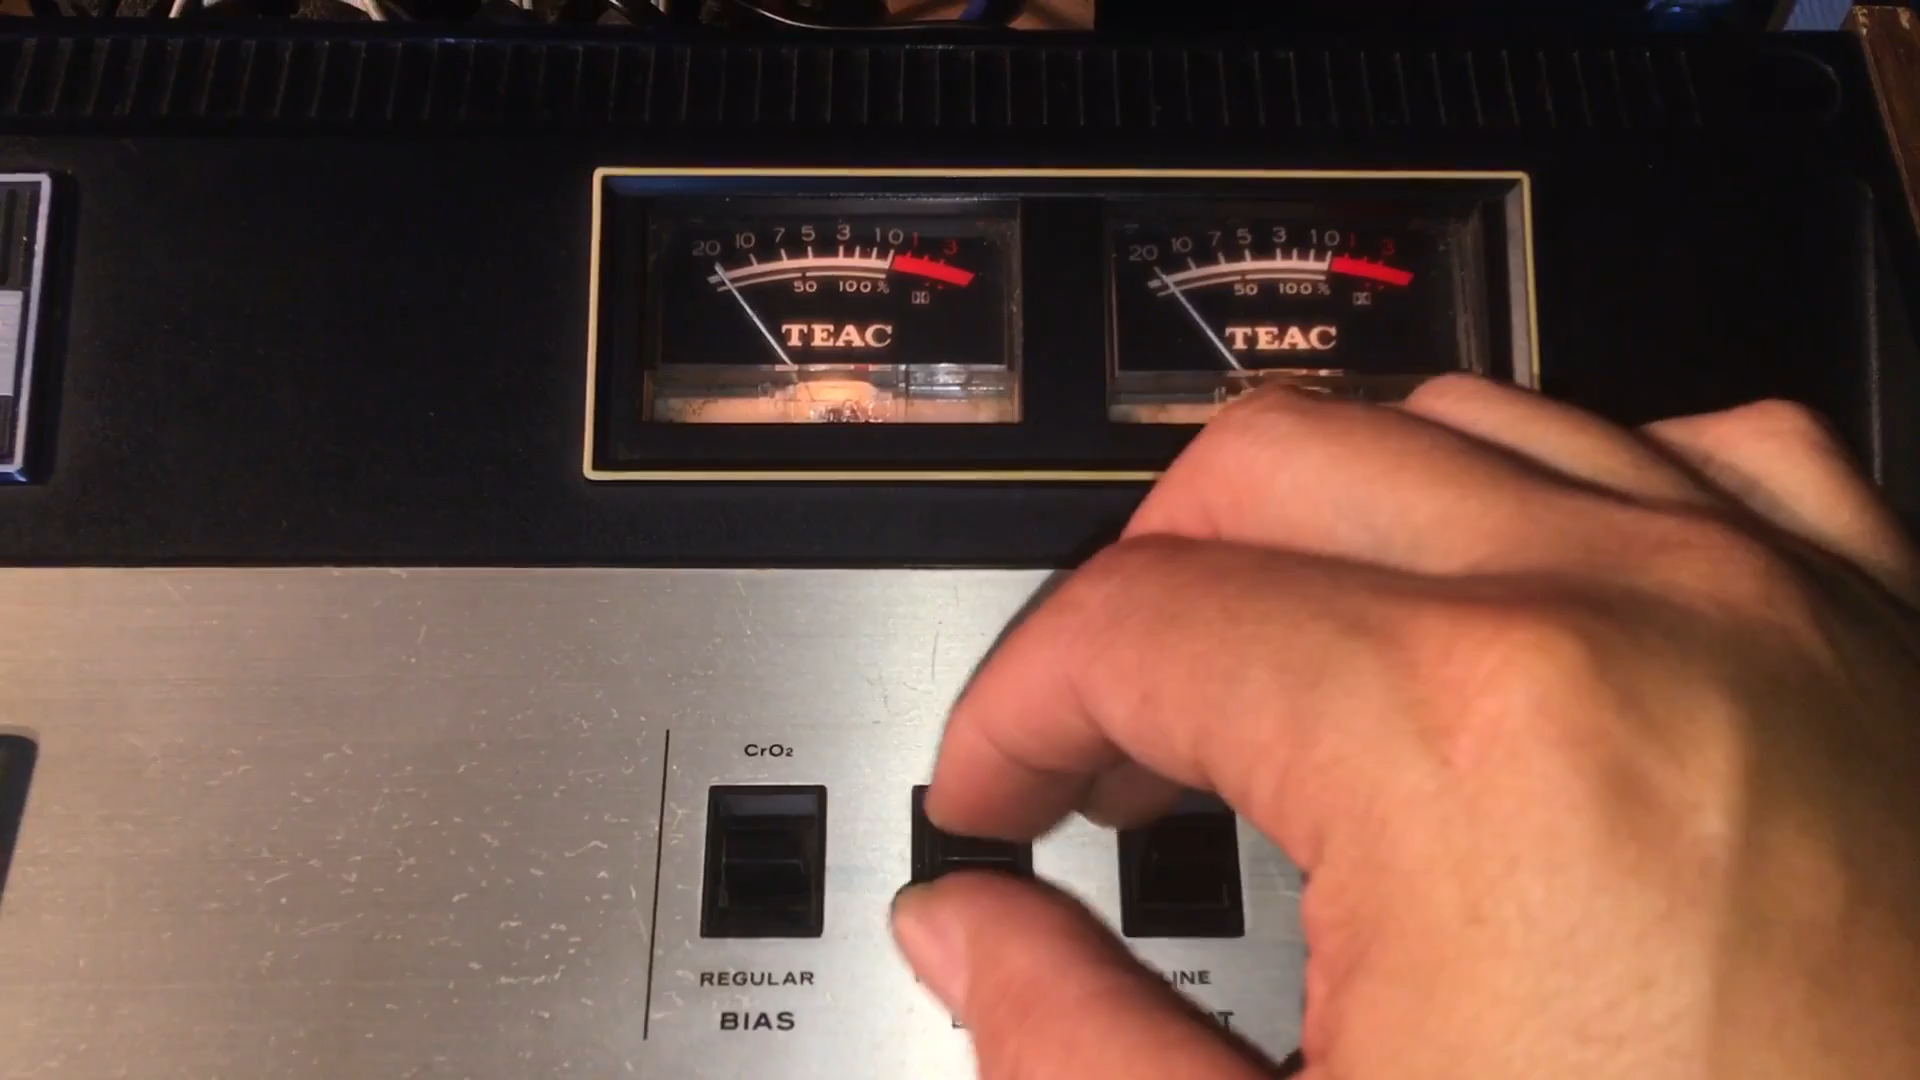 20 10 7 5 3 1 0 1 3
50 100%
TEAC
20 10 7 5 3 1 0 1 3
50 100%
TEAC
CrO₂
REGULAR
BIAS